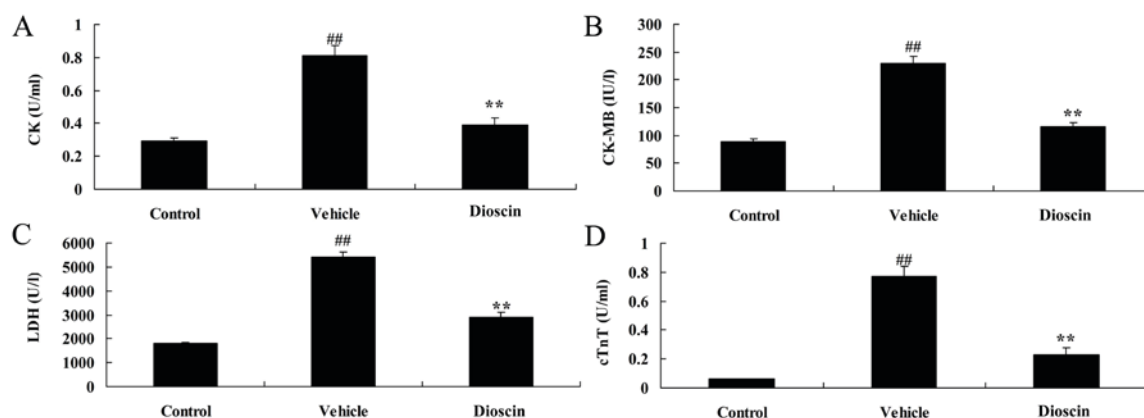 A
CK (U/ml)
1
0.8
0.6
0.4
0.2
0
##
**
Control Vehicle Dioscin
B
CK-MB (IU/l)
300
250
200
150
100
50
0
##
**
Control Vehicle Dioscin
C
LDH (U/l)
6000
5000
4000
3000
2000
1000
0
##
**
Control Vehicle Dioscin
D
cTnT (U/ml)
1
0.8
0.6
0.4
0.2
0
##
**
Control Vehicle Dioscin